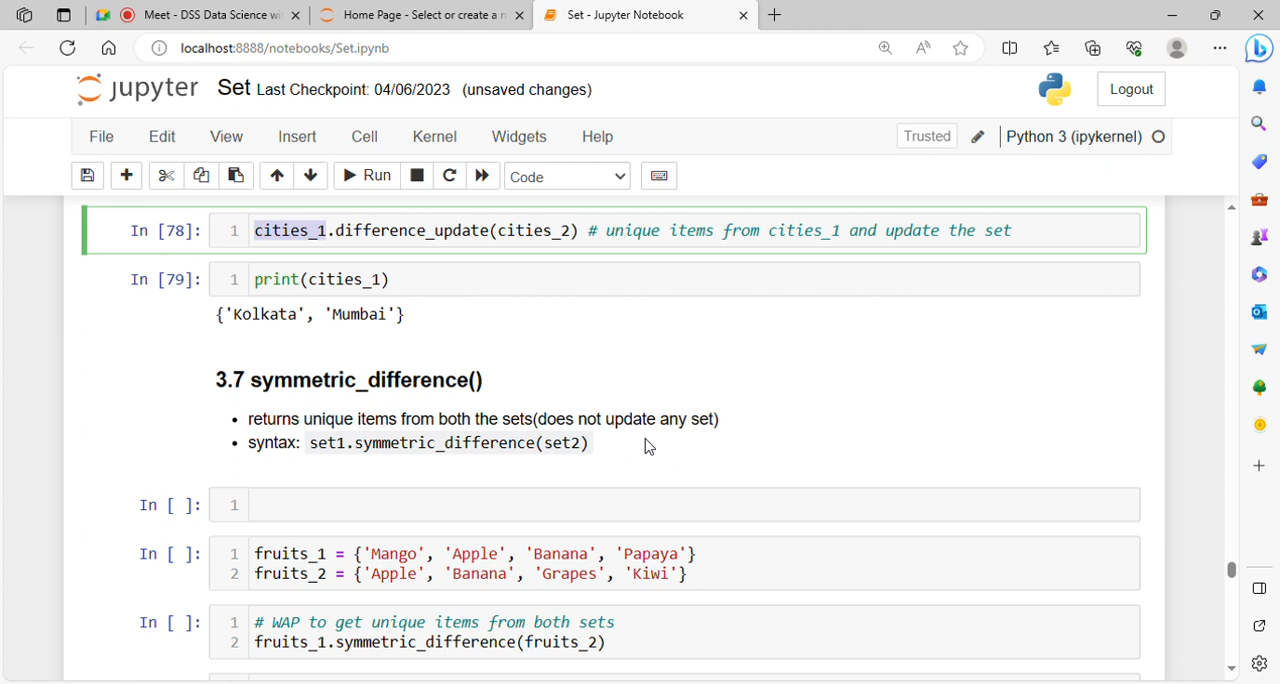 Meet - DSS Data Science wi
Home Page - Select or create a n
Set - Jupyter Notebook
localhost:8888/notebooks/Set.ipynb
jupyter Set Last Checkpoint: 04/06/2023 (unsaved changes)
Logout
File Edit View Insert Cell Kernel Widgets Help
Trusted
Python 3 (ipykernel)
Run
Code
In [78]: 1 cities_1.difference_update(cities_2) # unique items from cities_1 and update the set
In [79]: 1 print(cities_1)
{'Kolkata', 'Mumbai'}
3.7 symmetric_difference()
• returns unique items from both the sets(does not update any set)
• syntax: set1.symmetric_difference(set2)
In [ ]: 1
In [ ]: 1 fruits_1 = {'Mango', 'Apple', 'Banana', 'Papaya'}
2 fruits_2 = {'Apple', 'Banana', 'Grapes', 'Kiwi'}
In [ ]: 1 # WAP to get unique items from both sets
2 fruits_1.symmetric_difference(fruits_2)